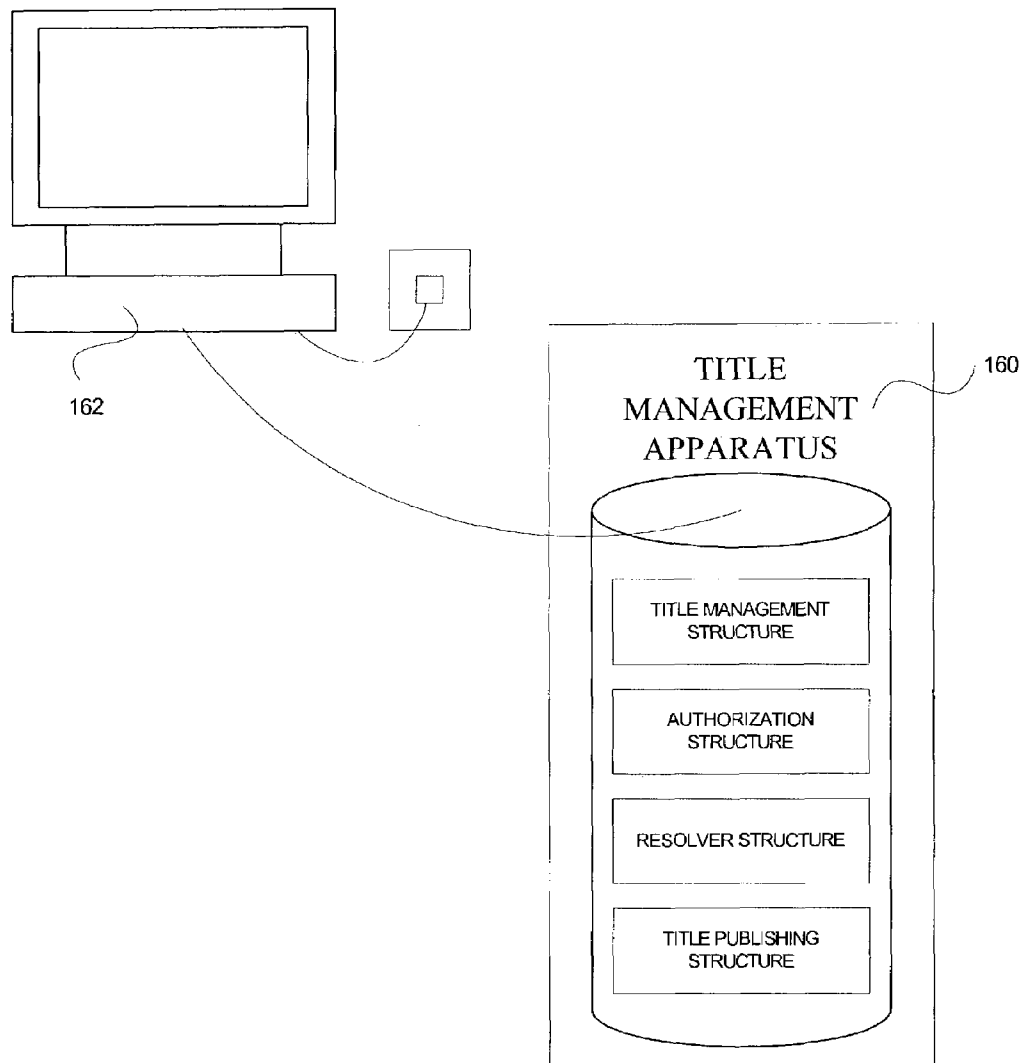 162
TITLE
MANAGEMENT
APPARATUS
160
TITLE MANAGEMENT
STRUCTURE
AUTHORIZATION
STRUCTURE
RESOLVER STRUCTURE
TITLE PUBLISHING
STRUCTURE